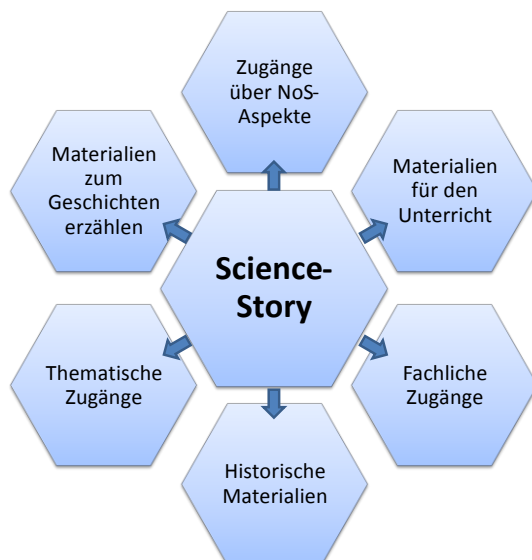 Zugänge
über NoS-
Aspekte
Materialien
zum
Geschichten
erzählen
Materialien
für den
Unterricht
Science-
Story
Thematische
Zugänge
Fachliche
Zugänge
Historische
Materialien